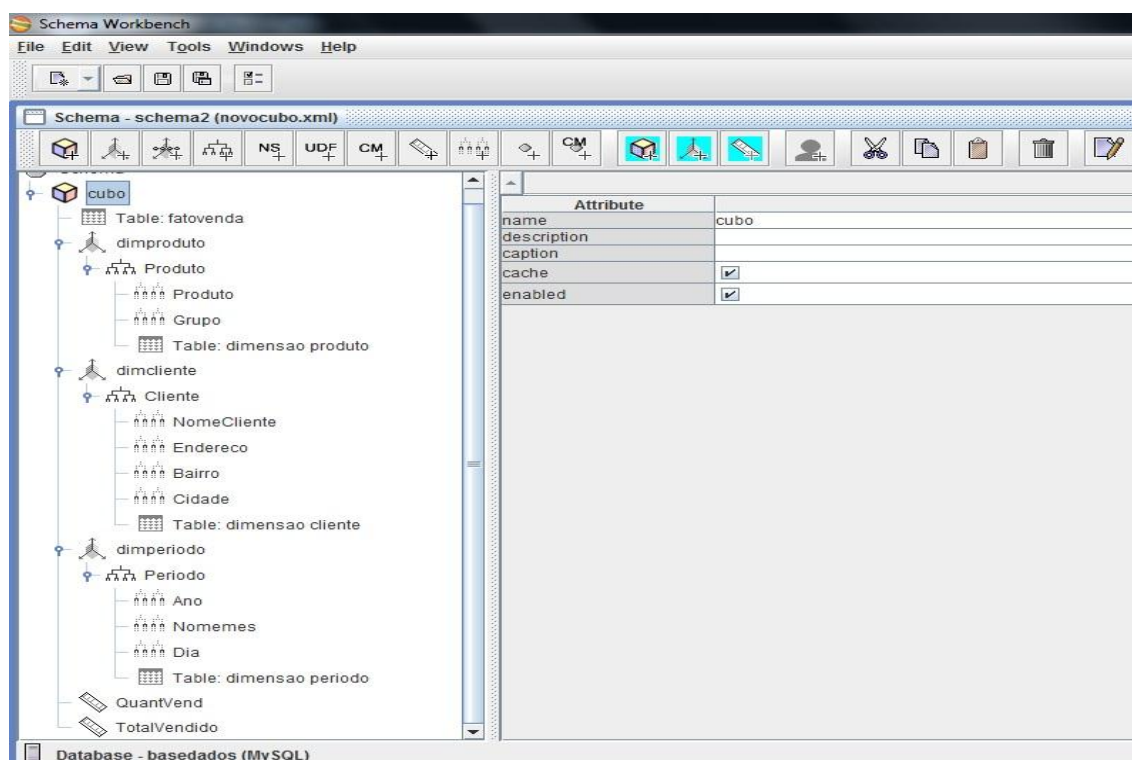 Schema Workbench
File Edit View Tools Windows Help
Schema - schema2 (novocubo.xml)
NS UDF CM CM
Schema
cubo
Table: fatovenda
dimproduto
Produto
Produto
Grupo
Table: dimensao produto
dimcliente
Cliente
NomeCliente
Endereco
Bairro
Cidade
Table: dimensao cliente
dimperiodo
Periodo
Ano
Nomemes
Dia
Table: dimensao periodo
QuantVend
TotalVendido
Attribute
name cubo
description
caption
cache
enabled
Database - basedados (MySQL)